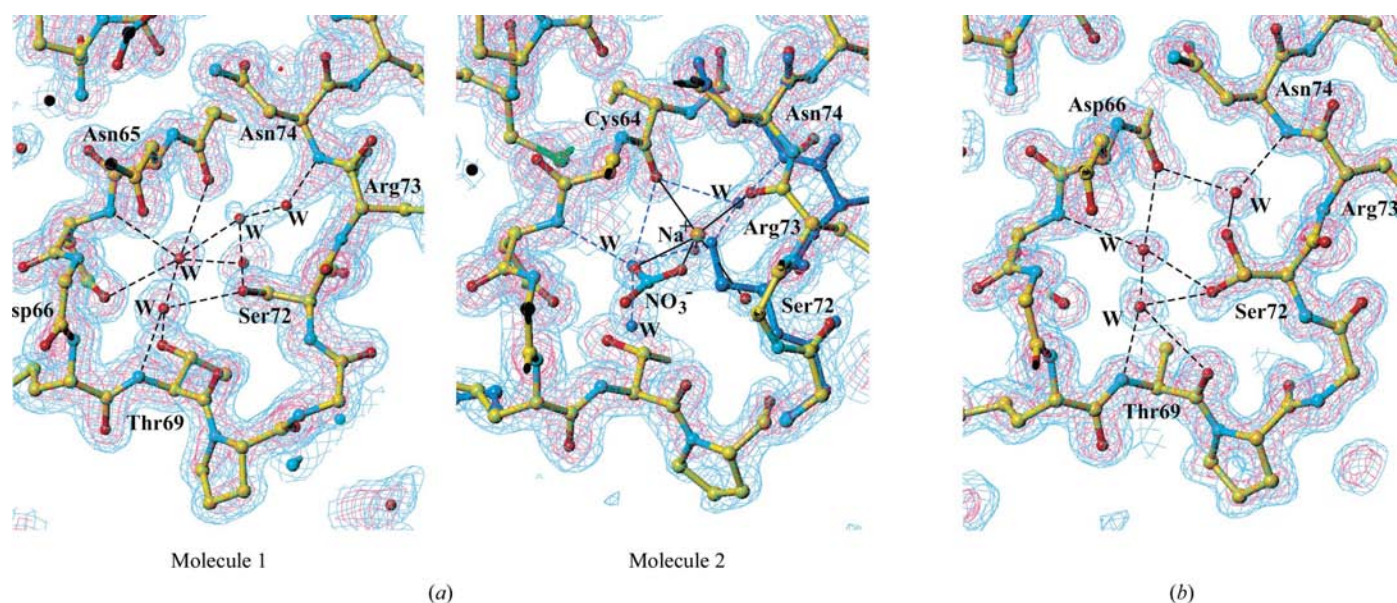 Asn65
Asn74
Arg73
W
W
W
W
Ser72
sp66
Thr69
Molecule 1
Cys64
Asn74
W
Na+
Arg73
W
NO3-
Ser72
W
Molecule 2
(a)
Asn74
Asp66
W
Arg73
W
Ser72
W
Thr69
(b)